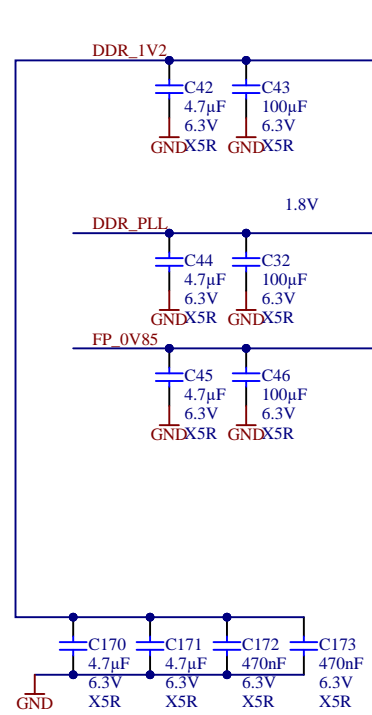 DDR_1V2
C42 C43
4.7µF 100µF
6.3V 6.3V
GND X5R GND X5R
1.8V
DDR_PLL
C44 C32
4.7µF 100µF
6.3V 6.3V
GND X5R GND X5R
FP_0V85
C45 C46
4.7µF 100µF
6.3V 6.3V
GND X5R GND X5R
C170 C171 C172 C173
4.7µF 4.7µF 470nF 470nF
6.3V 6.3V 6.3V 6.3V
GND X5R X5R X5R X5R